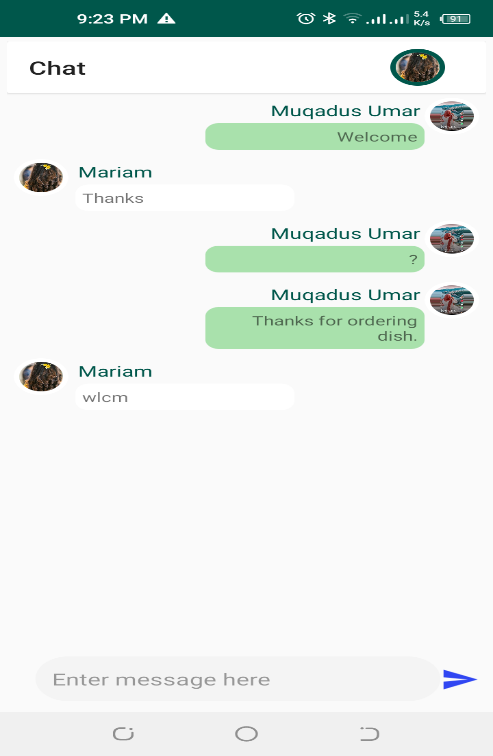 9:23 PM 5.4 K/s 91
Chat
Muqadus Umar
Welcome
Mariam
Thanks
Muqadus Umar
?
Muqadus Umar
Thanks for ordering
dish.
Mariam
wlcm
Enter message here